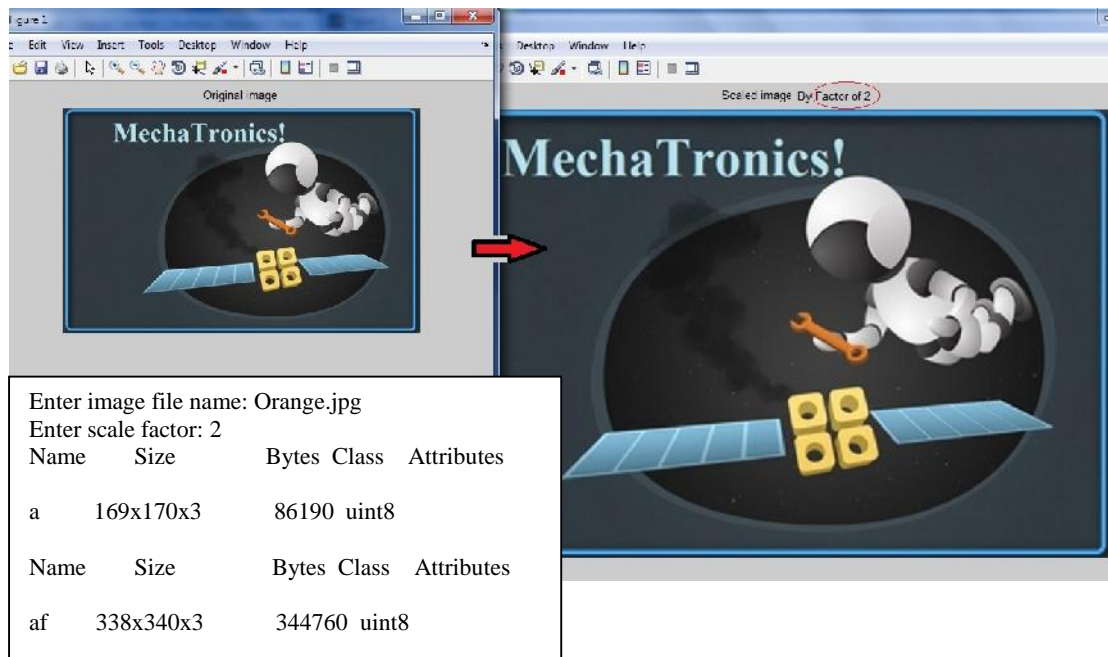 Figure 1
Edit View Insert Tools Desktop Window Help
Desktop Window Help
Original image
Scaled image By Factor of 2
MechaTronics!
MechaTronics!
Enter image file name: Orange.jpg
Enter scale factor: 2
Name Size Bytes Class Attributes
a 169x170x3 86190 uint8
Name Size Bytes Class Attributes
af 338x340x3 344760 uint8